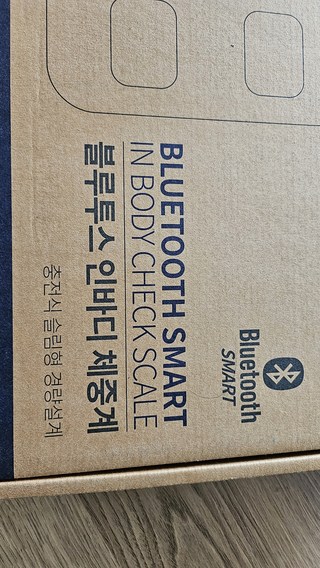 BLUETOOTH SMART
IN BODY CHECK SCALE
블루투스 인바디 체중계
충전식 슬림형 경량설계
Bluetooth
SMART